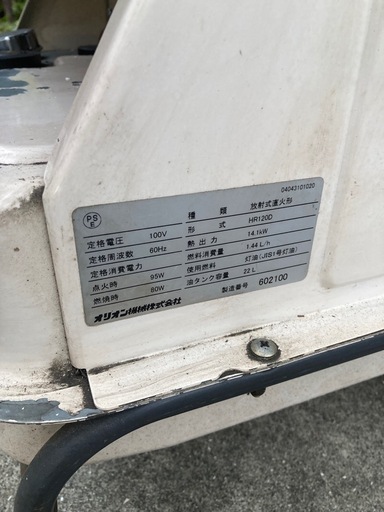 04043101020
PS
E
種類 放射式直火形
形式 HR120D
定格電圧 100V
熱出力 14.1kW
定格周波数 60Hz
燃料消費量 1.44 L/h
定格消費電力
使用燃料 灯油(JIS1号灯油)
点火時 95W
油タンク容量 22 L
燃焼時 80W
製造番号 602100
オリオン機械株式会社